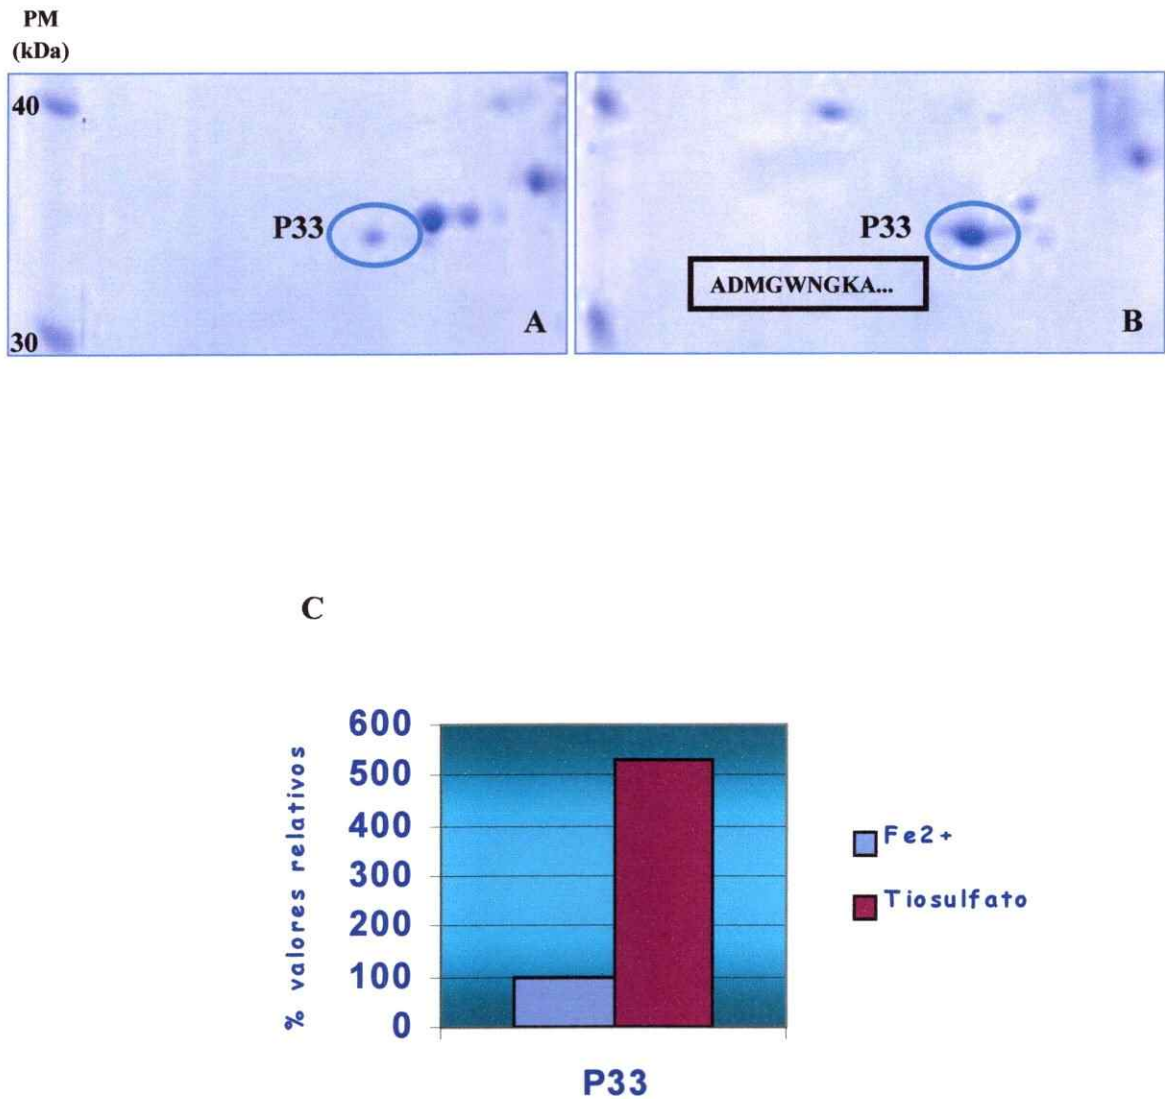 PM
(kDa)
40
P33
30
A
P33
ADMGWNGKA...
B
C
600
500
400
300
200
100
0
% valores relativos
Fe2+
Tiosulfato
P33